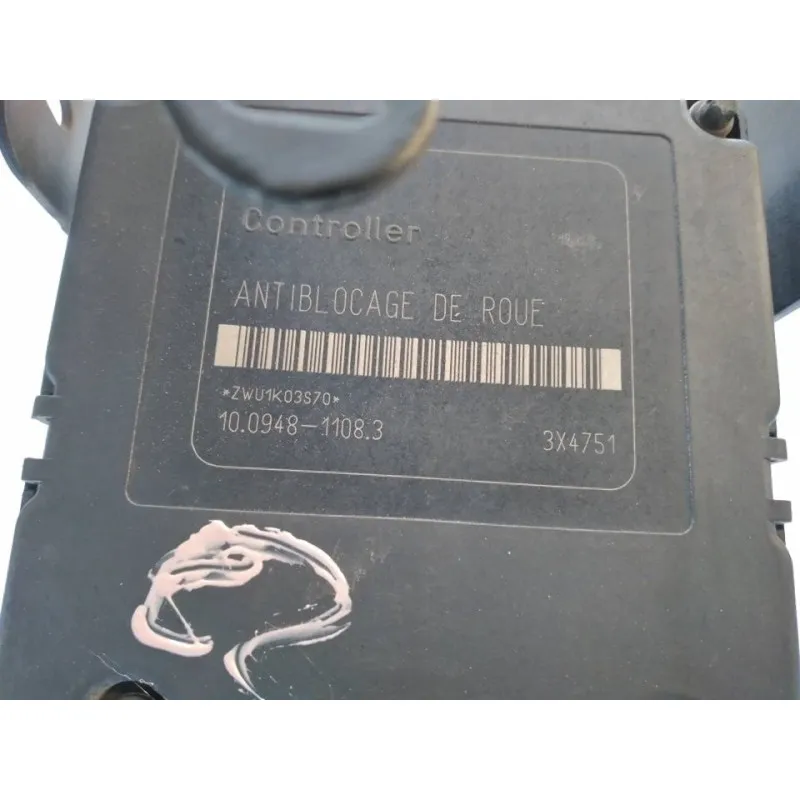 Controller
ANTIBLOCAGE DE ROUE
*ZWU1K03S70*
10.0948-1108.3 3X4751